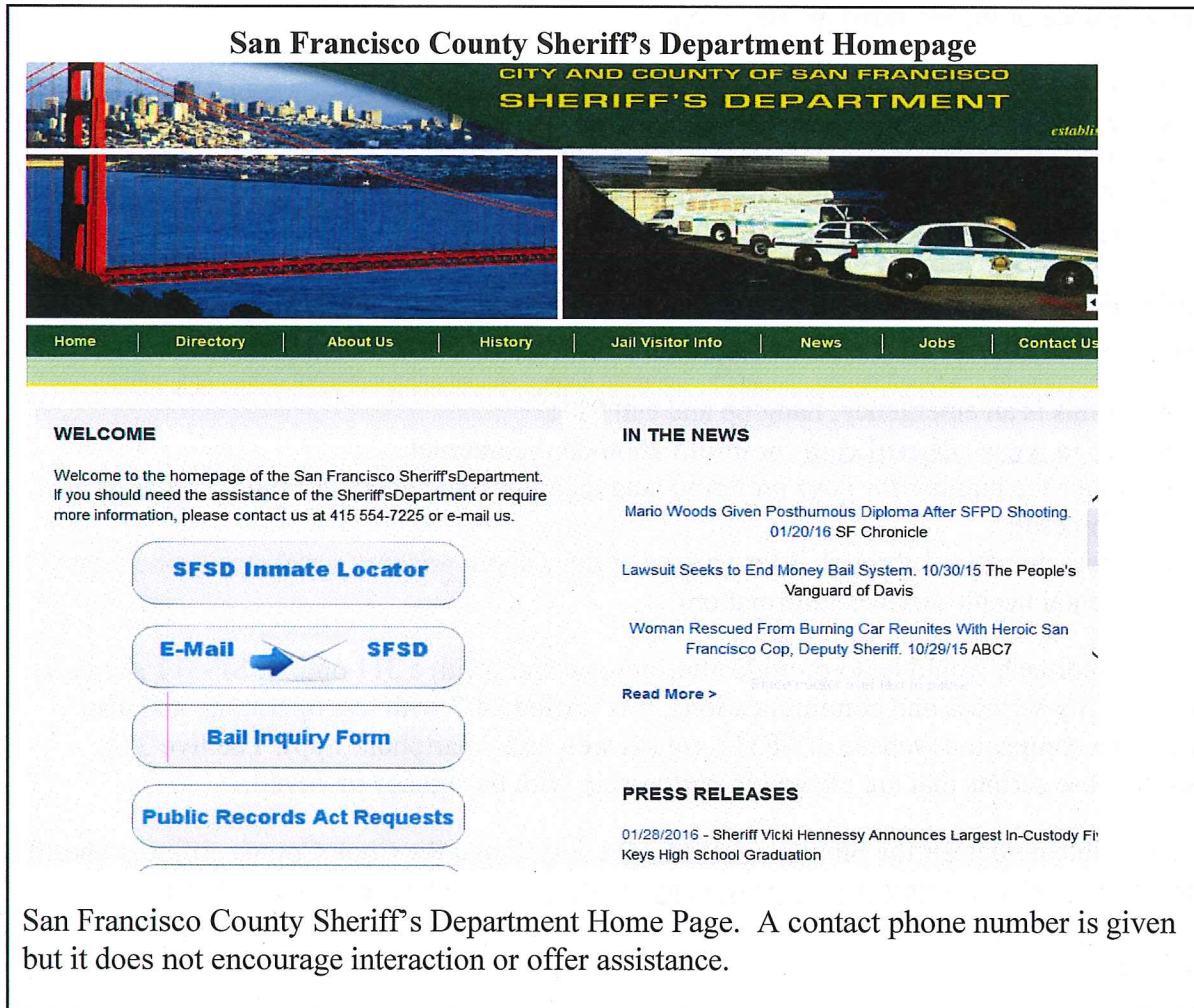 San Francisco County Sheriff's Department Homepage
CITY AND COUNTY OF SAN FRANCISCO
SHERIFF'S DEPARTMENT
Home
Directory
About Us
History
Jail Visitor Info
News
Jobs
Contact Us
WELCOME
Welcome to the homepage of the San Francisco Sheriff'sDepartment.
If you should need the assistance of the Sheriff'sDepartment or require
more information, please contact us at 415 554-7225 or e-mail us.
SFSD Inmate Locator
E-Mail SFSD
Bail Inquiry Form
Public Records Act Requests
IN THE NEWS
Mario Woods Given Posthumous Diploma After SFPD Shooting.
01/20/16 SF Chronicle
Lawsuit Seeks to End Money Bail System. 10/30/15 The People's
Vanguard of Davis
Woman Rescued From Burning Car Reunites With Heroic San
Francisco Cop, Deputy Sheriff. 10/29/15 ABC7
Read More >
PRESS RELEASES
01/28/2016 - Sheriff Vicki Hennessy Announces Largest In-Custody
Keys High School Graduation
San Francisco County Sheriff's Department Home Page. A contact phone number is given
but it does not encourage interaction or offer assistance.